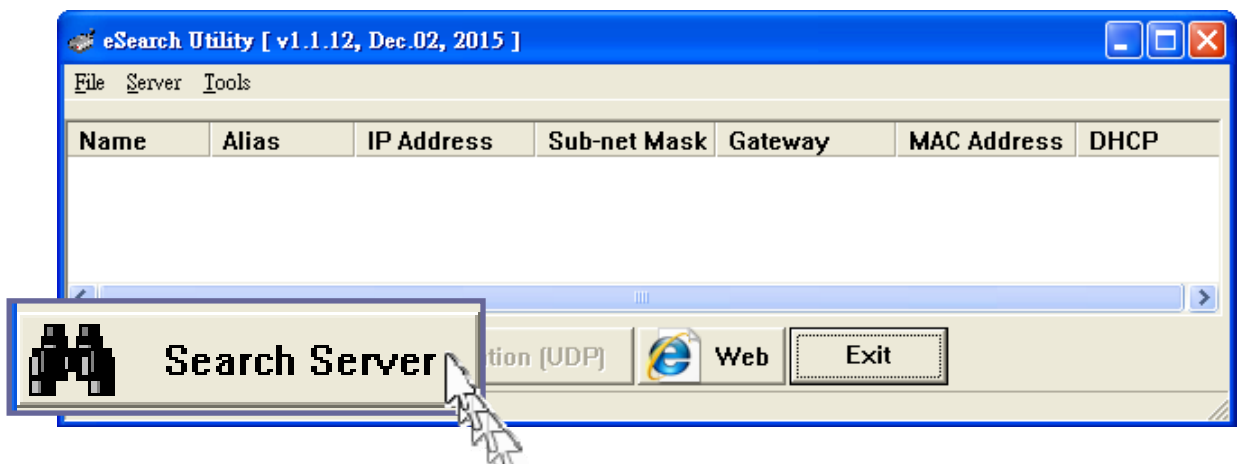 eSearch Utility [ v1.1.12, Dec.02, 2015 ]
File Server Tools
Name Alias IP Address Sub-net Mask Gateway MAC Address DHCP
Search Server (UDP) Web Exit